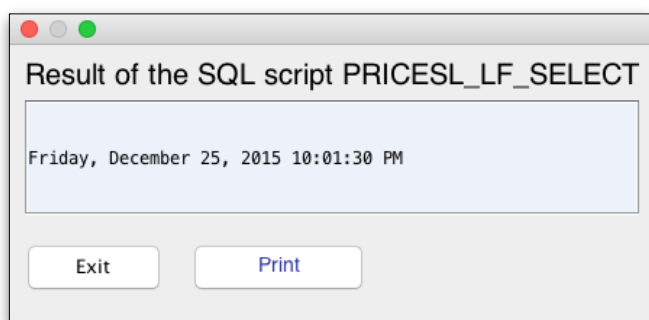 Result of the SQL script PRICESL_LF_SELECT
Friday, December 25, 2015 10:01:30 PM
Exit
Print